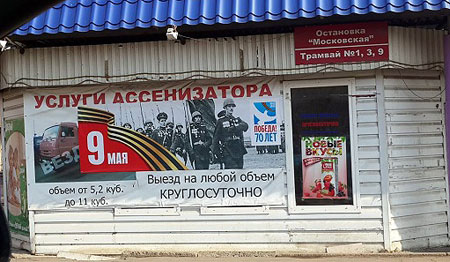 Остановка
"Московская"
Трамвай №1, 3, 9
УСЛУГИ АССЕНИЗАТОРА
ВЕЗД
9
МАЯ
ПОБЕДА!
70 ЛЕТ
объем от 5,2 куб.
до 11 куб.
Выезд на любой объем
КРУГЛОСУТОЧНО
НОВЫЕ
ВКУСЫ